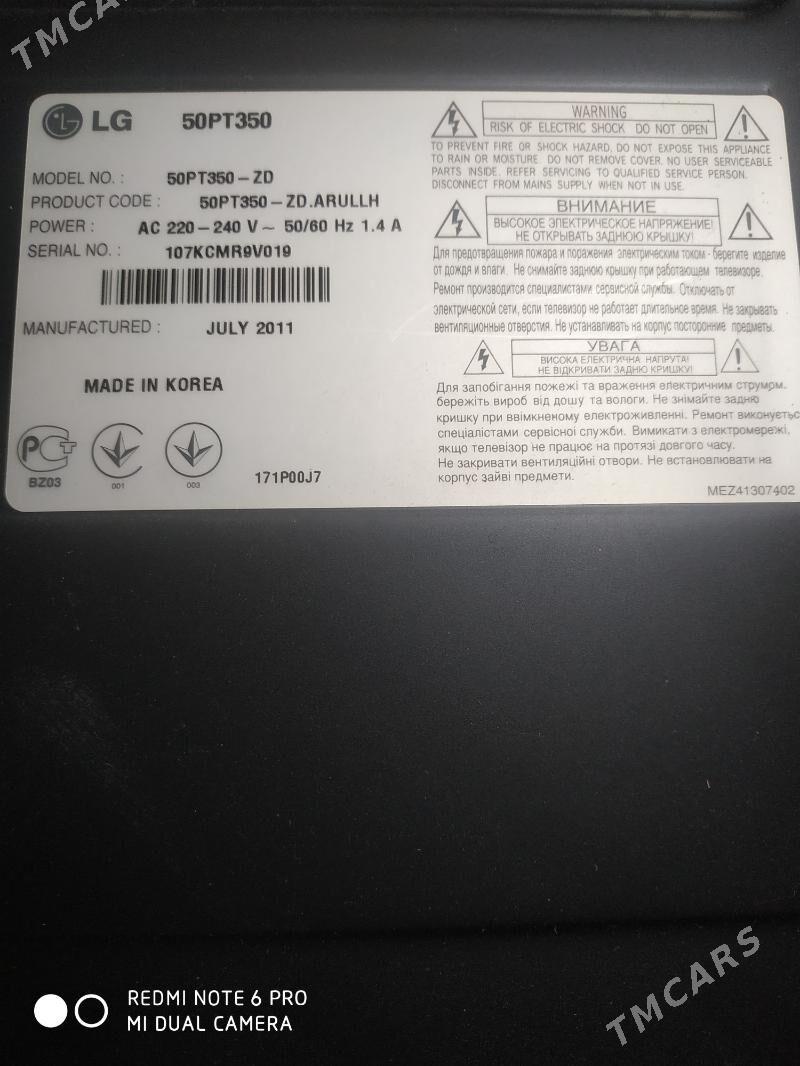 TMCARS
LG 50PT350
MODEL NO. : 50PT350-ZD
PRODUCT CODE : 50PT350-ZD.ARULLH
POWER : AC 220-240 V ~ 50/60 Hz 1.4 A
SERIAL NO. : 107KCMR9V019
MANUFACTURED : JULY 2011
MADE IN KOREA
РСТ
BZ03
001
003
171P00J7
WARNING
RISK OF ELECTRIC SHOCK DO NOT OPEN
TO PREVENT FIRE OR SHOCK HAZARD, DO NOT EXPOSE THIS APPLIANCE
TO RAIN OR MOISTURE. DO NOT REMOVE COVER. NO USER SERVICEABLE
PARTS INSIDE. REFER SERVICING TO QUALIFIED SERVICE PERSON.
DISCONNECT FROM MAINS SUPPLY WHEN NOT IN USE.
ВНИМАНИЕ
ВЫСОКОЕ ЭЛЕКТРИЧЕСКОЕ НАПРЯЖЕНИЕ!
НЕ ОТКРЫВАТЬ ЗАДНЮЮ КРЫШКУ!
Для предотвращения пожара и поражения электрическим током - берегите изделие
от дождя и влаги. Не снимайте заднюю крышку при работающем телевизоре.
Ремонт производится специалистами сервисной службы. Отключать от
электрической сети, если телевизор не работает длительное время. Не закрывать
вентиляционные отверстия. Не устанавливать на корпус посторонние предметы.
УВАГА
ВИСОКА ЕЛЕКТРИЧНА НАПРУГА!
НЕ ВІДКРИВАТИ ЗАДНЮ КРИШКУ!
Для запобігання пожежі та враження електричним струмом,
бережіть вироб від дошу та вологи. Не знімайте задню
кришку при ввімкненому електроживленні. Ремонт виконується
спеціалістами сервісної служби. Вимикати з електромережі,
якщо телевізор не працює на протязі довгого часу.
Не закривати вентиляційні отвори. Не встановлювати на
корпус зайві предмети.
MEZ41307402
REDMI NOTE 6 PRO
MI DUAL CAMERA
TMCARS